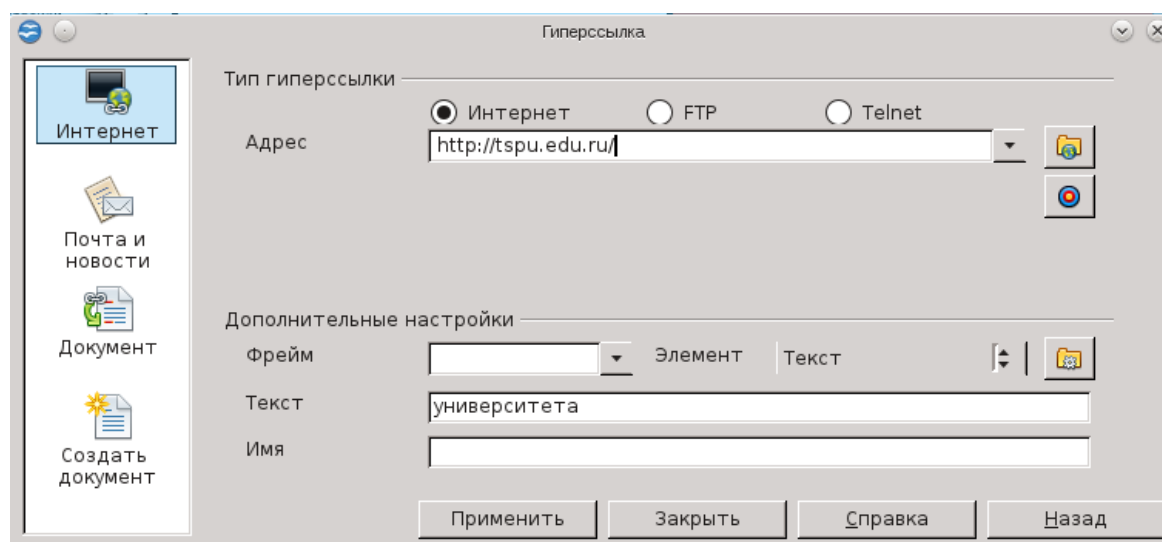 Гиперссылка
Интернет
Почта и
новости
Документ
Создать
документ
Тип гиперссылки
Интернет FTP Telnet
Адрес http://tspu.edu.ru/
Дополнительные настройки
Фрейм Элемент Текст
Текст университета
Имя
Применить Закрыть Справка Назад